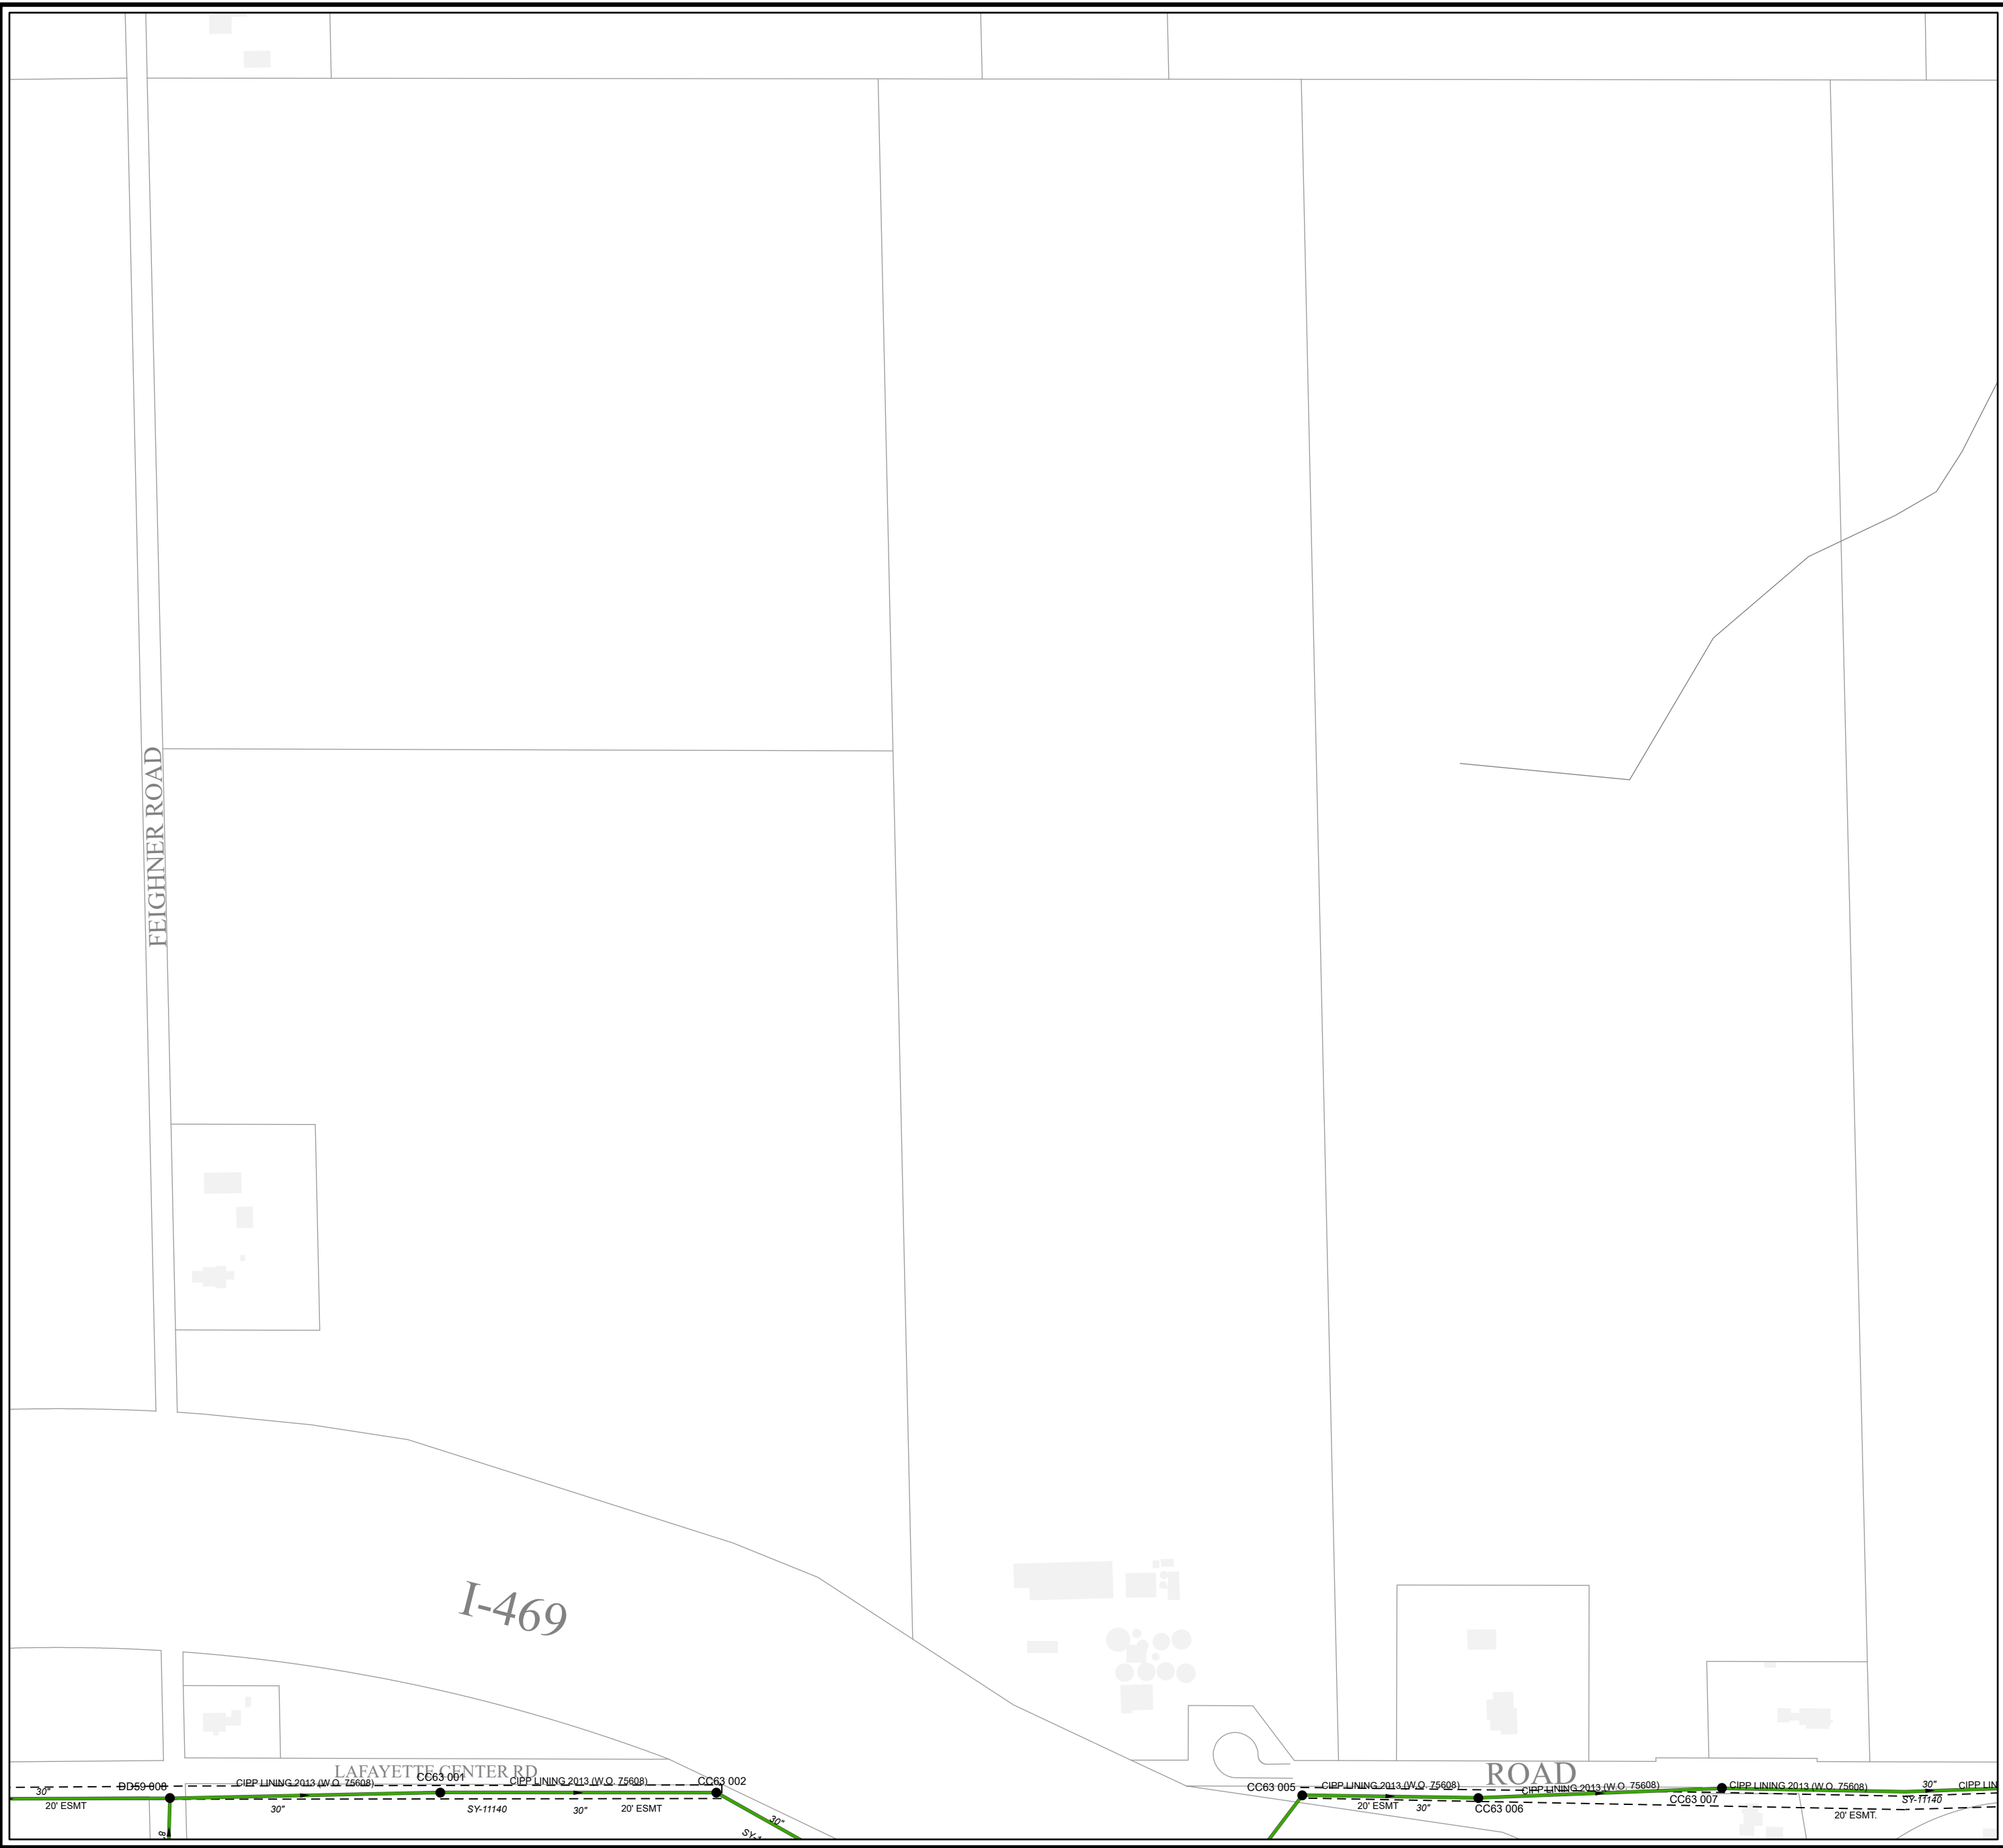 FEIGHNER ROAD
I-469
LAFAYETTE CENTER RD
ROAD
30"
20' ESMT
DD59 008
CIPP LINING 2013 (W.O. 75608)
30"
CC63 001
SY-11140
CIPP LINING 2013 (W.O. 75608)
30"
20' ESMT
CC63 002
30"
CC63 005
CIPP LINING 2013 (W.O. 75608)
20' ESMT
30"
CC63 006
CIPP LINING 2013 (W.O. 75608)
CC63 007
CIPP LINING 2013 (W.O. 75608)
20' ESMT.
30"
SY-11140
CIPP LIN